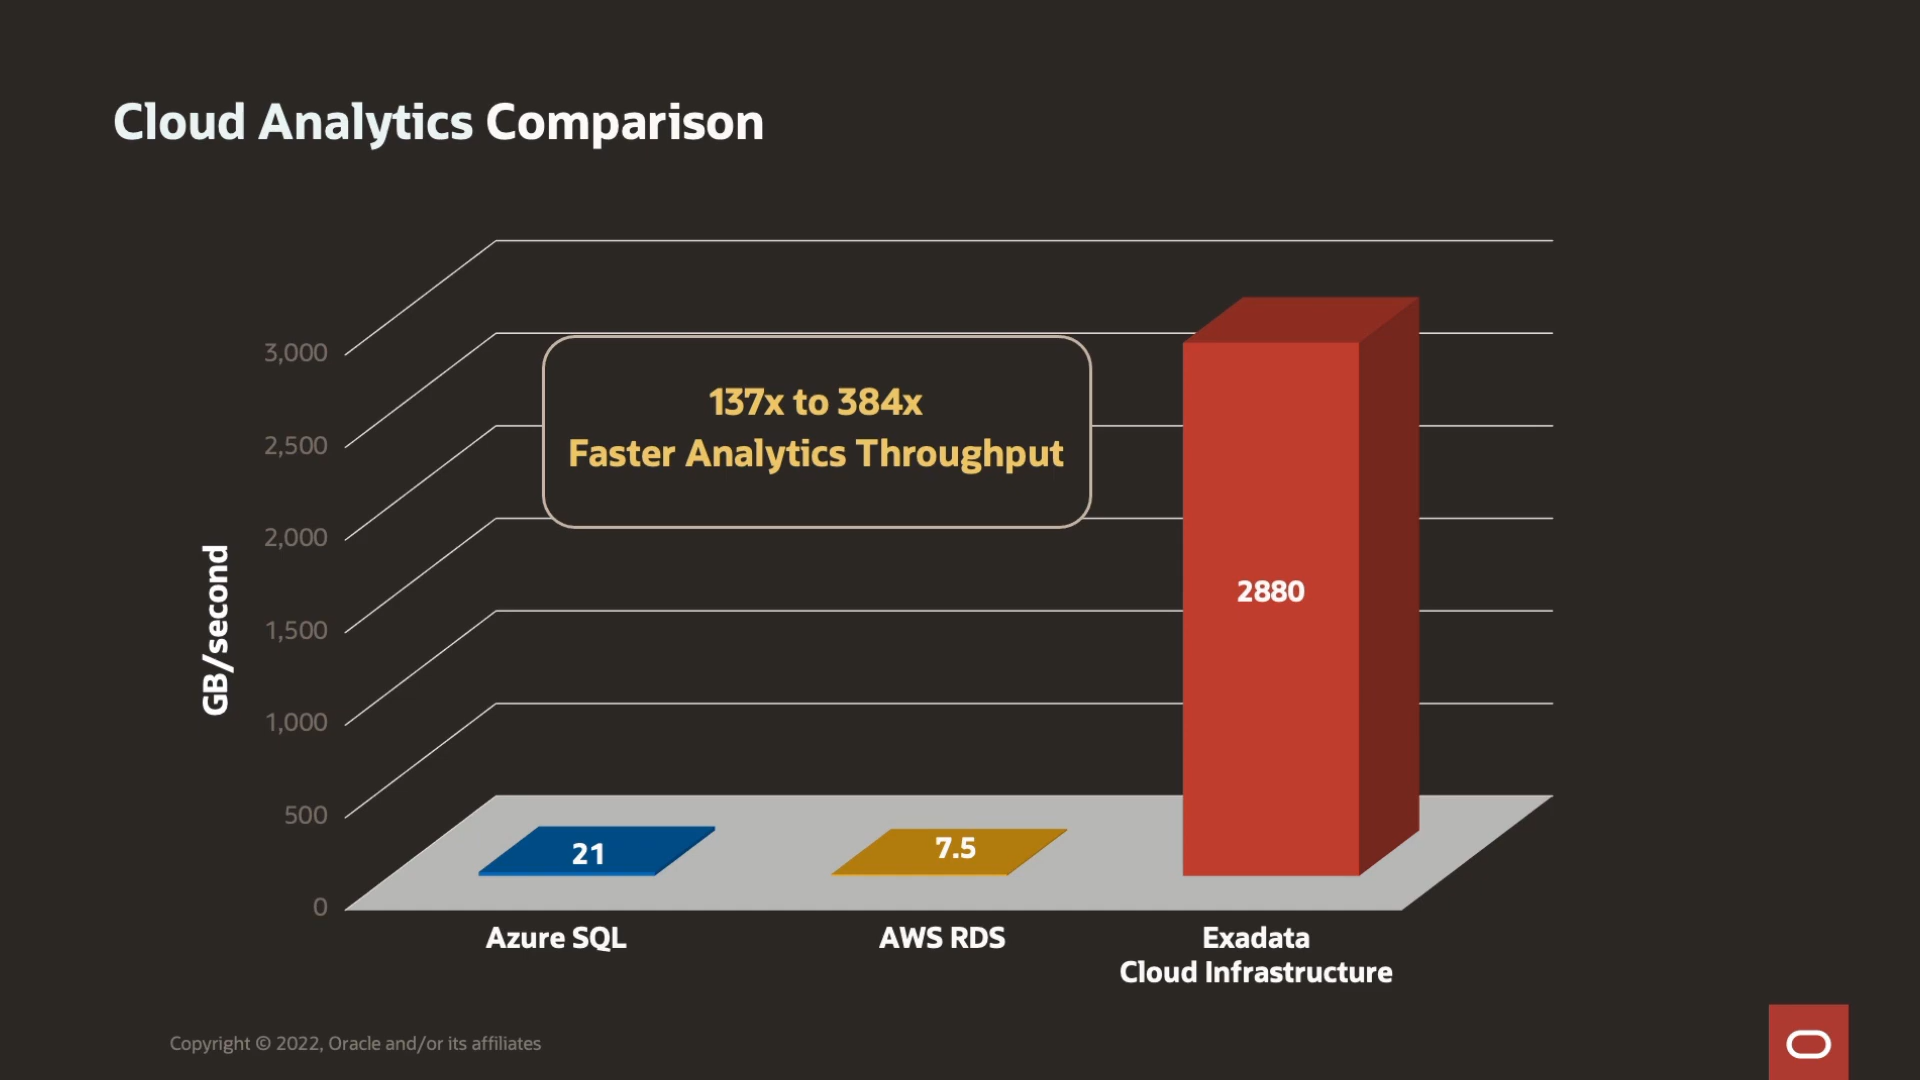 Cloud Analytics Comparison
3,000
2,500
2,000
1,500
1,000
500
0
GB/second
137x to 384x
Faster Analytics Throughput
2880
21
7.5
Azure SQL
AWS RDS
Exadata
Cloud Infrastructure
Copyright © 2022, Oracle and/or its affiliates